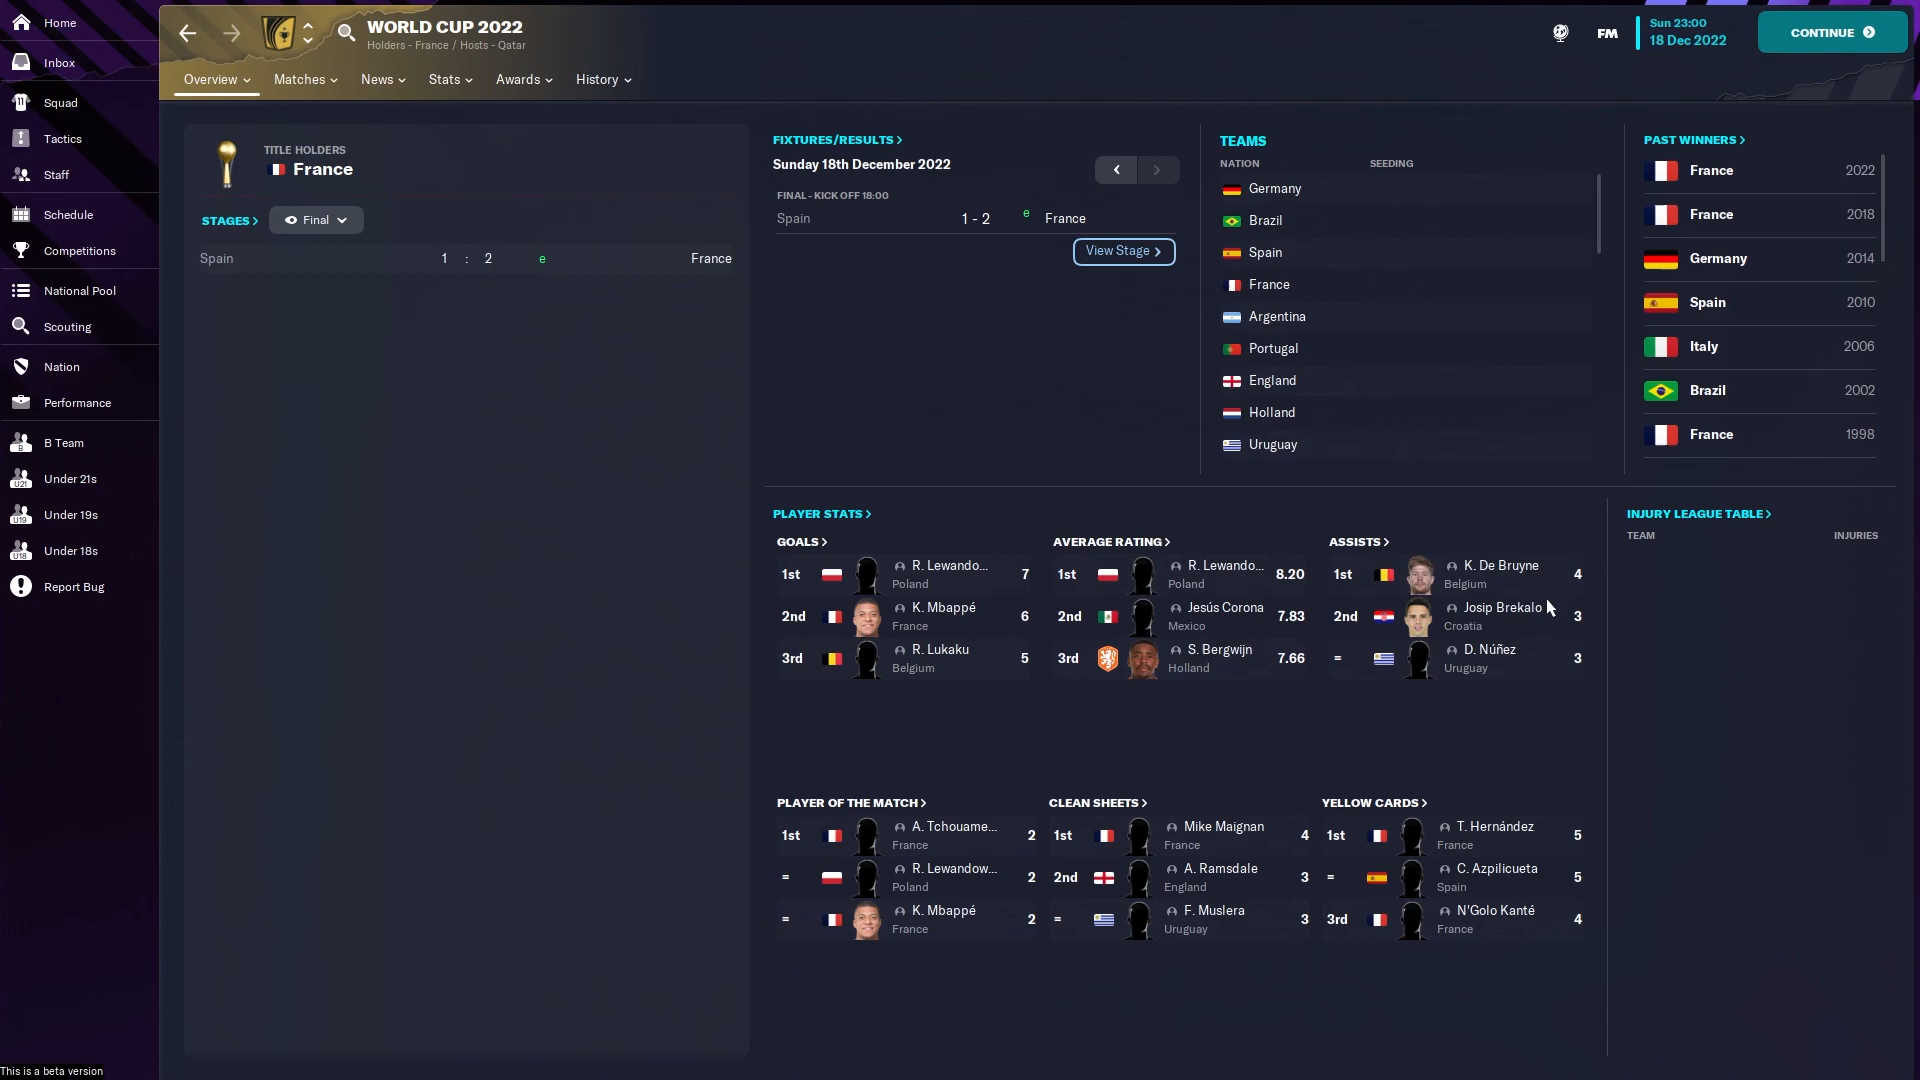 Home
Inbox
Squad
Tactics
Staff
Schedule
Competitions
National Pool
Scouting
Nation
Performance
B Team
Under 21s
Under 19s
Under 18s
Report Bug
This is a beta version
WORLD CUP 2022
Holders - France / Hosts - Qatar
FM
Sun 23:00
18 Dec 2022
CONTINUE
Overview Matches News Stats Awards History
TITLE HOLDERS
France
STAGES Final
Spain 1 : 2 e France
FIXTURES/RESULTS
Sunday 18th December 2022
FINAL - KICK OFF 18:00
Spain 1 - 2 e France
View Stage
TEAMS
NATION SEEDING
Germany
Brazil
Spain
France
Argentina
Portugal
England
Holland
Uruguay
PAST WINNERS
France 2022
France 2018
Germany 2014
Spain 2010
Italy 2006
Brazil 2002
France 1998
PLAYER STATS
GOALS
1st R. Lewando... 7
Poland
2nd K. Mbappé 6
France
3rd R. Lukaku 5
Belgium
AVERAGE RATING
1st R. Lewando... 8.20
Poland
2nd Jesús Corona 7.83
Mexico
3rd S. Bergwijn 7.66
Holland
ASSISTS
1st K. De Bruyne 4
Belgium
2nd Josip Brekalo 3
Croatia
= D. Núñez 3
Uruguay
PLAYER OF THE MATCH
1st A. Tchouame... 2
France
= R. Lewandow... 2
Poland
= K. Mbappé 2
France
CLEAN SHEETS
1st Mike Maignan 4
France
2nd A. Ramsdale 3
England
= F. Muslera 3
Uruguay
YELLOW CARDS
1st T. Hernández 5
France
= C. Azpilicueta 5
Spain
3rd N'Golo Kanté 4
France
INJURY LEAGUE TABLE
TEAM INJURIES